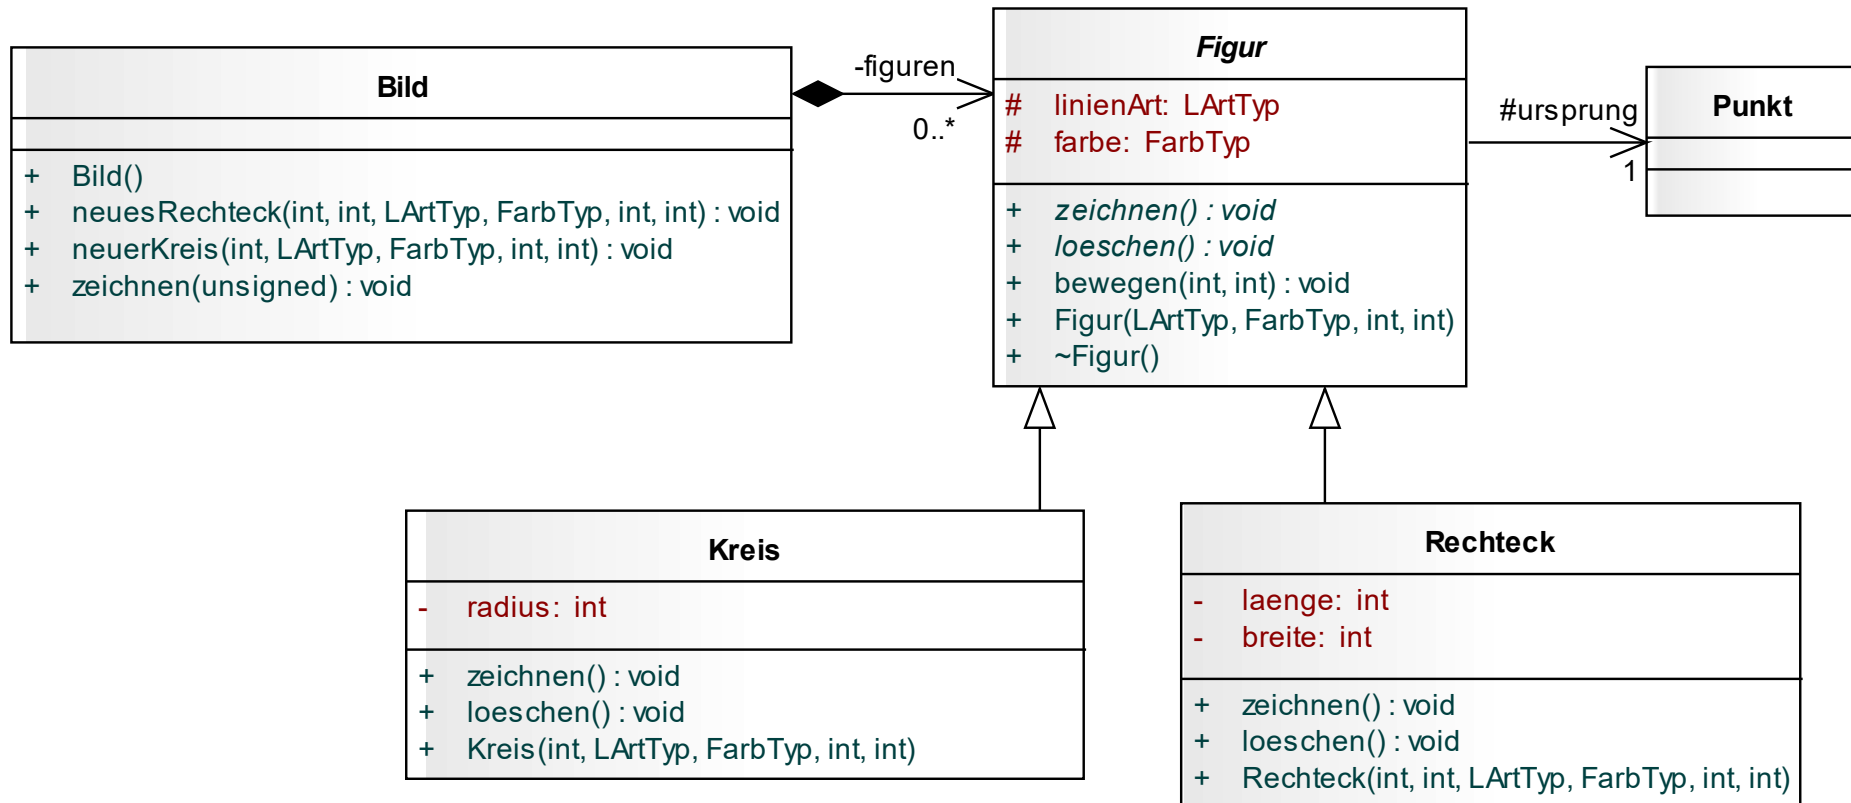 Bild
+ Bild()
+ neuesRechteck(int, int, LArtTyp, FarbTyp, int, int) : void
+ neuerKreis(int, LArtTyp, FarbTyp, int, int) : void
+ zeichnen(unsigned) : void
-figuren
0..*
Figur
# linienArt: LArtTyp
# farbe: FarbTyp
+ zeichnen() : void
+ loeschen() : void
+ bewegen(int, int) : void
+ Figur(LArtTyp, FarbTyp, int, int)
+ ~Figur()
#ursprung
1
Punkt
Kreis
- radius: int
+ zeichnen() : void
+ loeschen() : void
+ Kreis(int, LArtTyp, FarbTyp, int, int)
Rechteck
- laenge: int
- breite: int
+ zeichnen() : void
+ loeschen() : void
+ Rechteck(int, int, LArtTyp, FarbTyp, int, int)